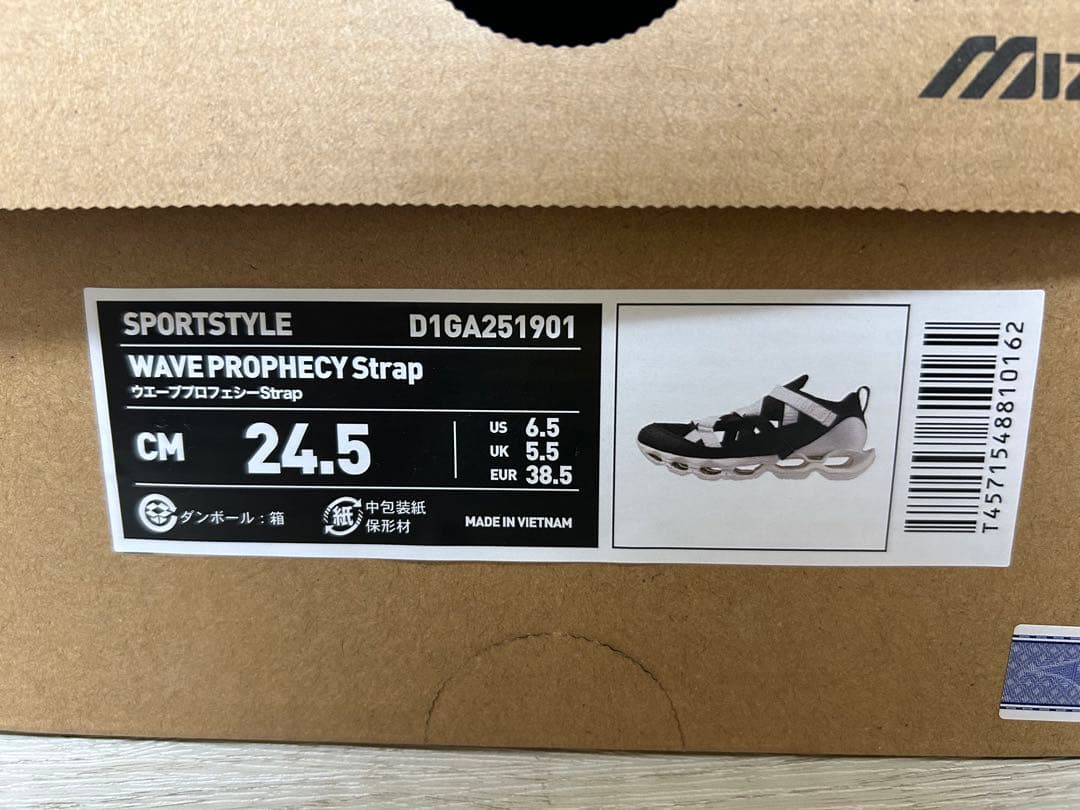 MIZ
SPORTSTYLE D1GA251901
WAVE PROPHECY Strap
ウエーブプロフェシーStrap
CM 24.5
US 6.5
UK 5.5
EUR 38.5
ダンボール：箱
紙 中包装紙
保形材
MADE IN VIETNAM
T4571548810162